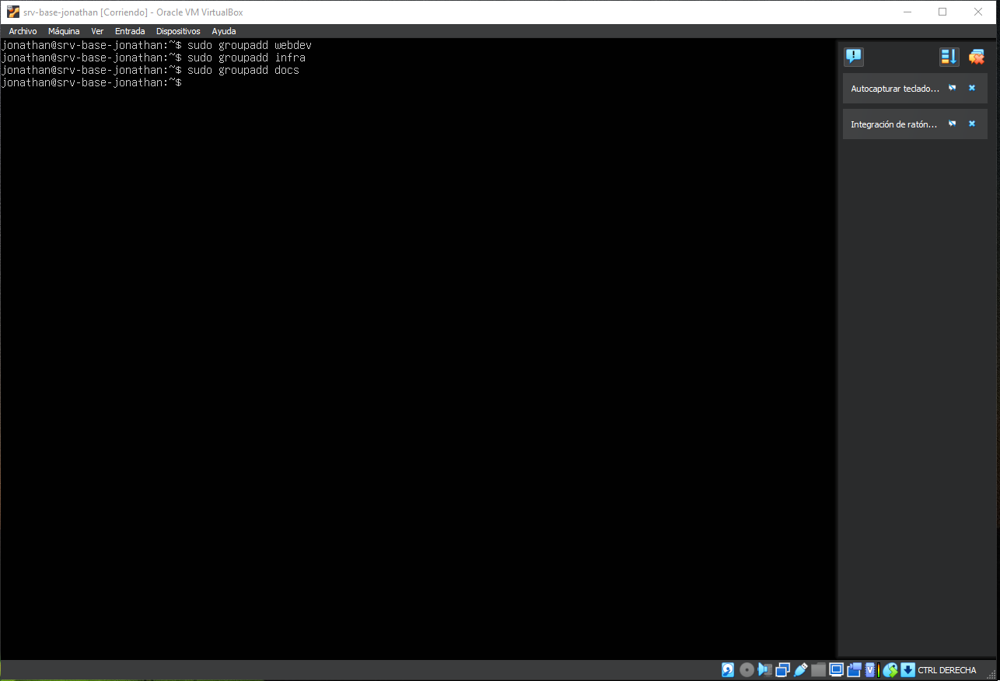 srv-base-jonathan [Corriendo] - Oracle VM VirtualBox
Archivo Máquina Ver Entrada Dispositivos Ayuda
jonathan@srv-base-jonathan:~$ sudo groupadd webdev
jonathan@srv-base-jonathan:~$ sudo groupadd infra
jonathan@srv-base-jonathan:~$ sudo groupadd docs
jonathan@srv-base-jonathan:~$
Autocapturar teclado...
Integración de ratón...
CTRL DERECHA